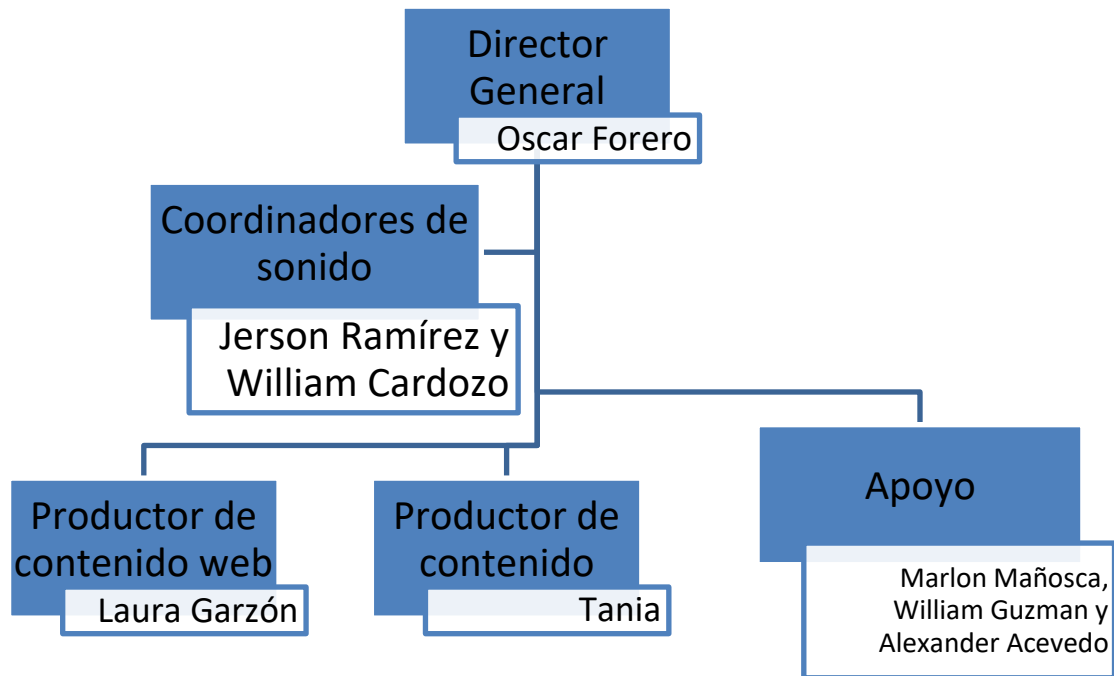 Director
General
Oscar Forero
Coordinadores de
sonido
Jerson Ramírez y
William Cardozo
Productor de
contenido web
Laura Garzón
Productor de
contenido
Tania
Apoyo
Marlon Mañosca,
William Guzman y
Alexander Acevedo